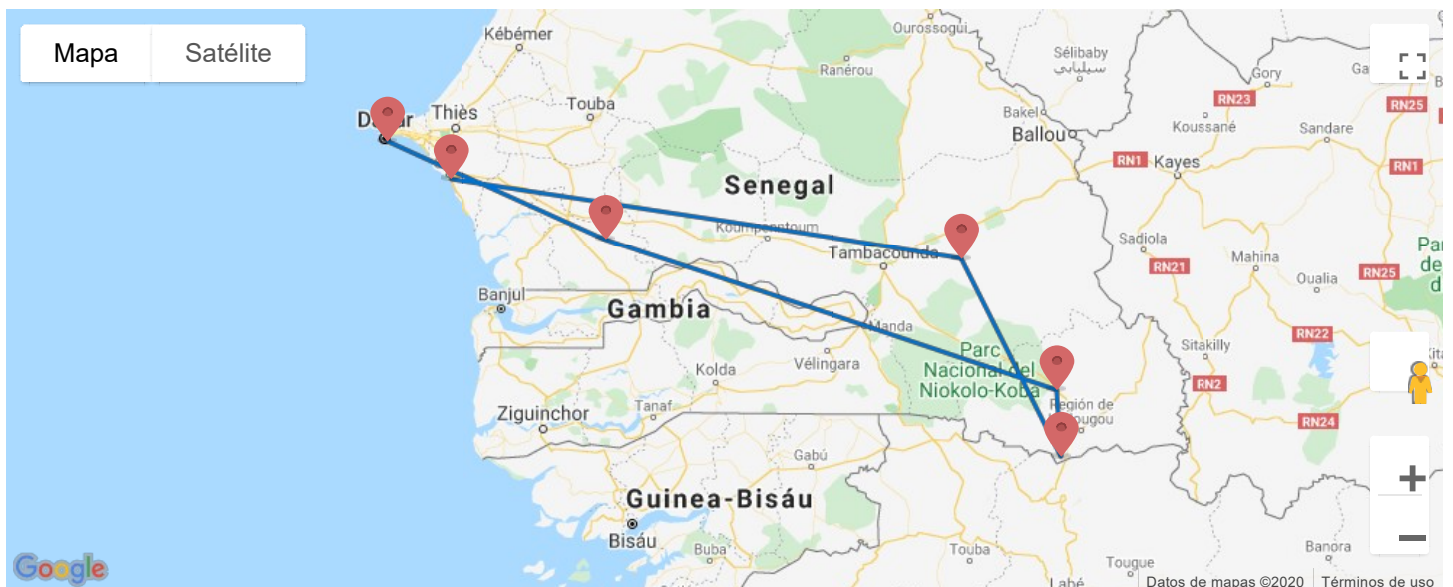 Mapa
Satélite
Kébémer
Ourossogui
Sélibaby
سيليبابي
Gory
RN23
RN25
Ranérou
Thiès
Touba
Bakel
Ballou
Koussané
Sandare
RN1
Kayes
RN1
Senegal
Koumpenntoum
Tambacounda
Sadiola
RN21
Mahina
Oualia
RN25
Banjul
Gambia
Manda
Vélingara
Kolda
Parc
Nacional del
Niokolo-Koba
Región de
Sitakilly
RN22
RN2
RN24
Ziguinchor
Tanaf
Gabú
Guinea-Bisáu
Bisáu
Buba
Touba
Tougue
Labé
Banora
Google
Datos de mapas ©2020
Términos de uso